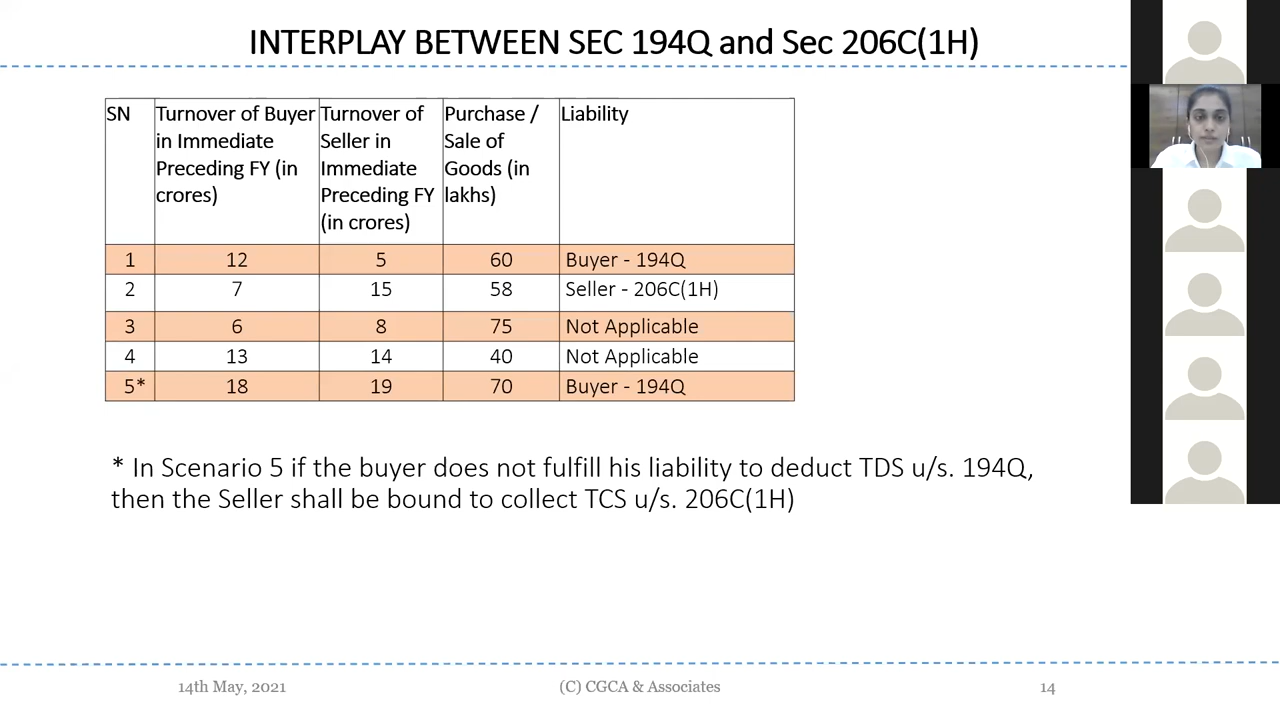 INTERPLAY BETWEEN SEC 194Q and Sec 206C(1H)
SN
Turnover of Buyer
in Immediate
Preceding FY (in
crores)
Turnover of
Seller in
Immediate
Preceding FY
(in crores)
Purchase /
Sale of
Goods (in
lakhs)
Liability
1 12 5 60 Buyer - 194Q
2 7 15 58 Seller - 206C(1H)
3 6 8 75 Not Applicable
4 13 14 40 Not Applicable
5* 18 19 70 Buyer - 194Q
* In Scenario 5 if the buyer does not fulfill his liability to deduct TDS u/s. 194Q,
then the Seller shall be bound to collect TCS u/s. 206C(1H)
14th May, 2021 (C) CGCA & Associates 14